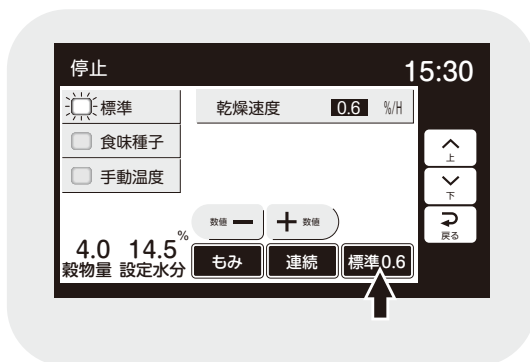 停止
15:30
標準
乾燥速度 0.6 %/H
食味種子
手動温度
上
下
戻る
数値 ー ＋ 数値
4.0 14.5%
穀物量 設定水分
もみ 連続 標準0.6